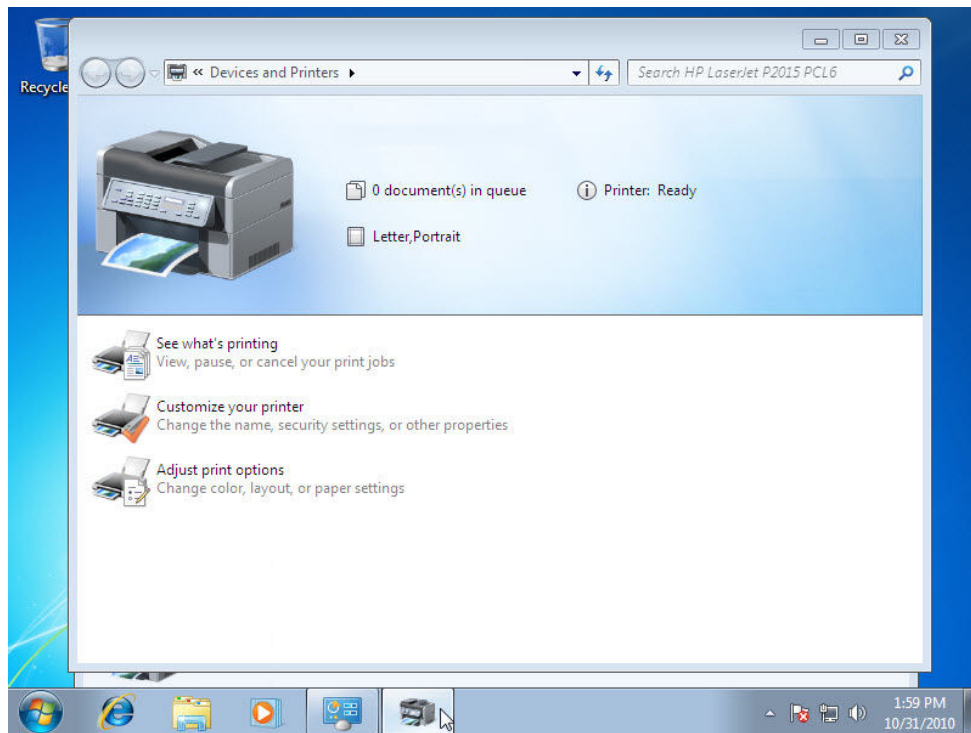 Recycle
« Devices and Printers
Search HP LaserJet P2015 PCL6
0 document(s) in queue
Printer: Ready
Letter,Portrait
See what's printing
View, pause, or cancel your print jobs
Customize your printer
Change the name, security settings, or other properties
Adjust print options
Change color, layout, or paper settings
1:59 PM
10/31/2010